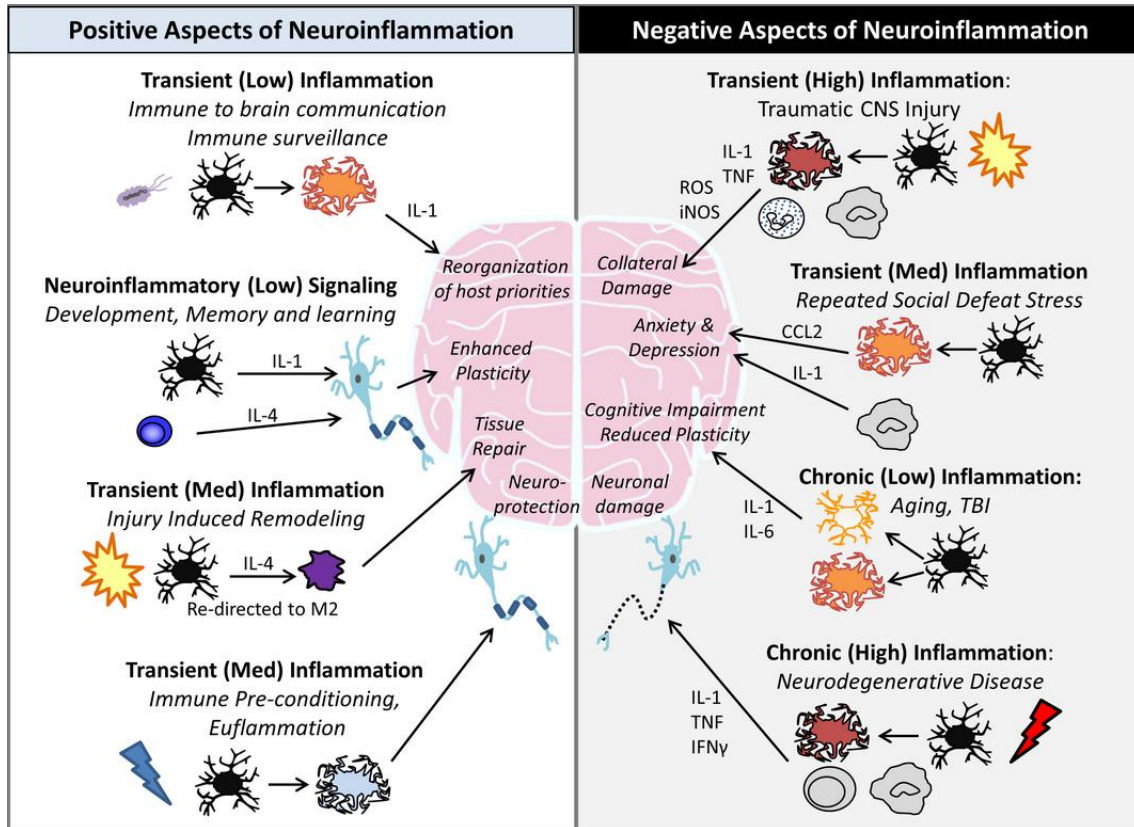 Positive Aspects of Neuroinflammation
Transient (Low) Inflammation
Immune to brain communication
Immune surveillance
IL-1
Reorganization
of host priorities
Neuroinflammatory (Low) Signaling
Development, Memory and learning
IL-1
IL-4
Enhanced
Plasticity
Tissue
Repair
Transient (Med) Inflammation
Injury Induced Remodeling
IL-4
Re-directed to M2
Neuro-
protection
Transient (Med) Inflammation
Immune Pre-conditioning,
Euflammation
Negative Aspects of Neuroinflammation
Transient (High) Inflammation:
Traumatic CNS Injury
IL-1
TNF
ROS
iNOS
Collateral
Damage
Transient (Med) Inflammation
Repeated Social Defeat Stress
CCL2
IL-1
Anxiety &
Depression
Cognitive Impairment
Reduced Plasticity
Chronic (Low) Inflammation:
Aging, TBI
IL-1
IL-6
Neuronal
damage
Chronic (High) Inflammation:
Neurodegenerative Disease
IL-1
TNF
IFNγ